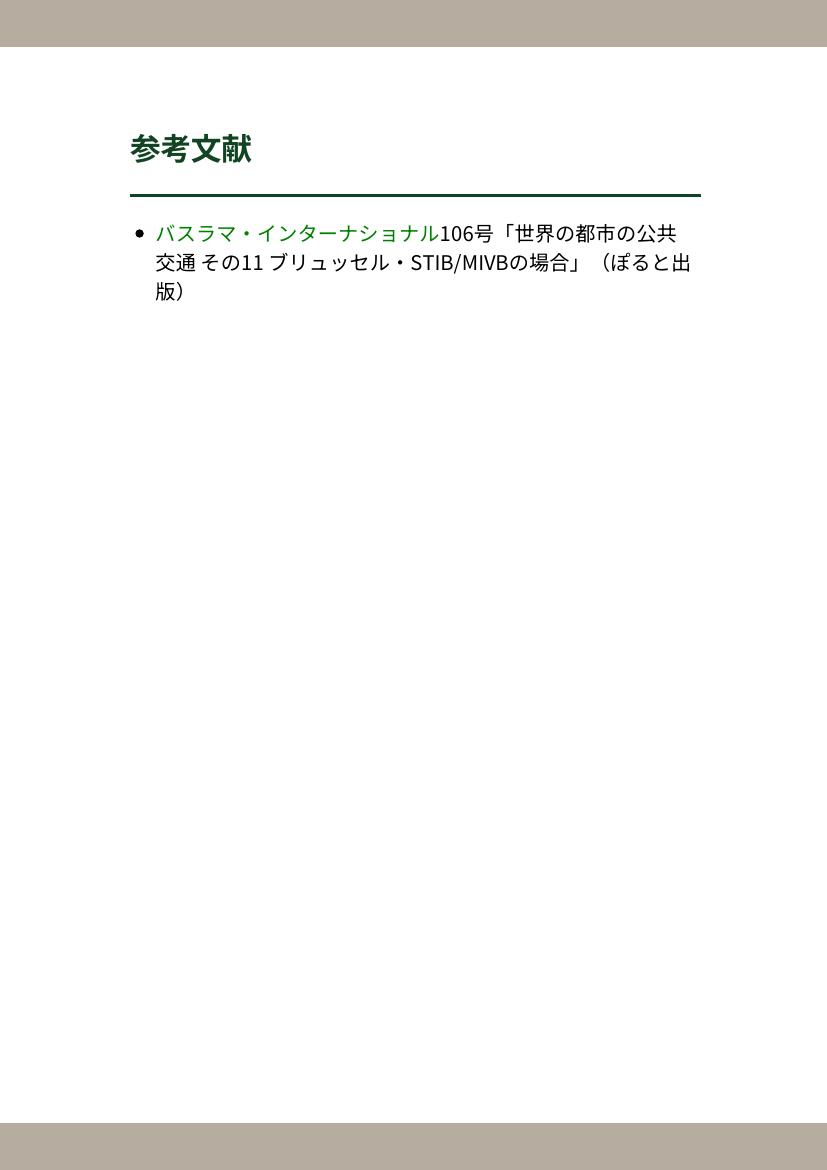 参考文献
• バスラマ・インターナショナル106号「世界の都市の公共
交通 その11 ブリュッセル・STIB/MIVBの場合」（ぽると出
版）